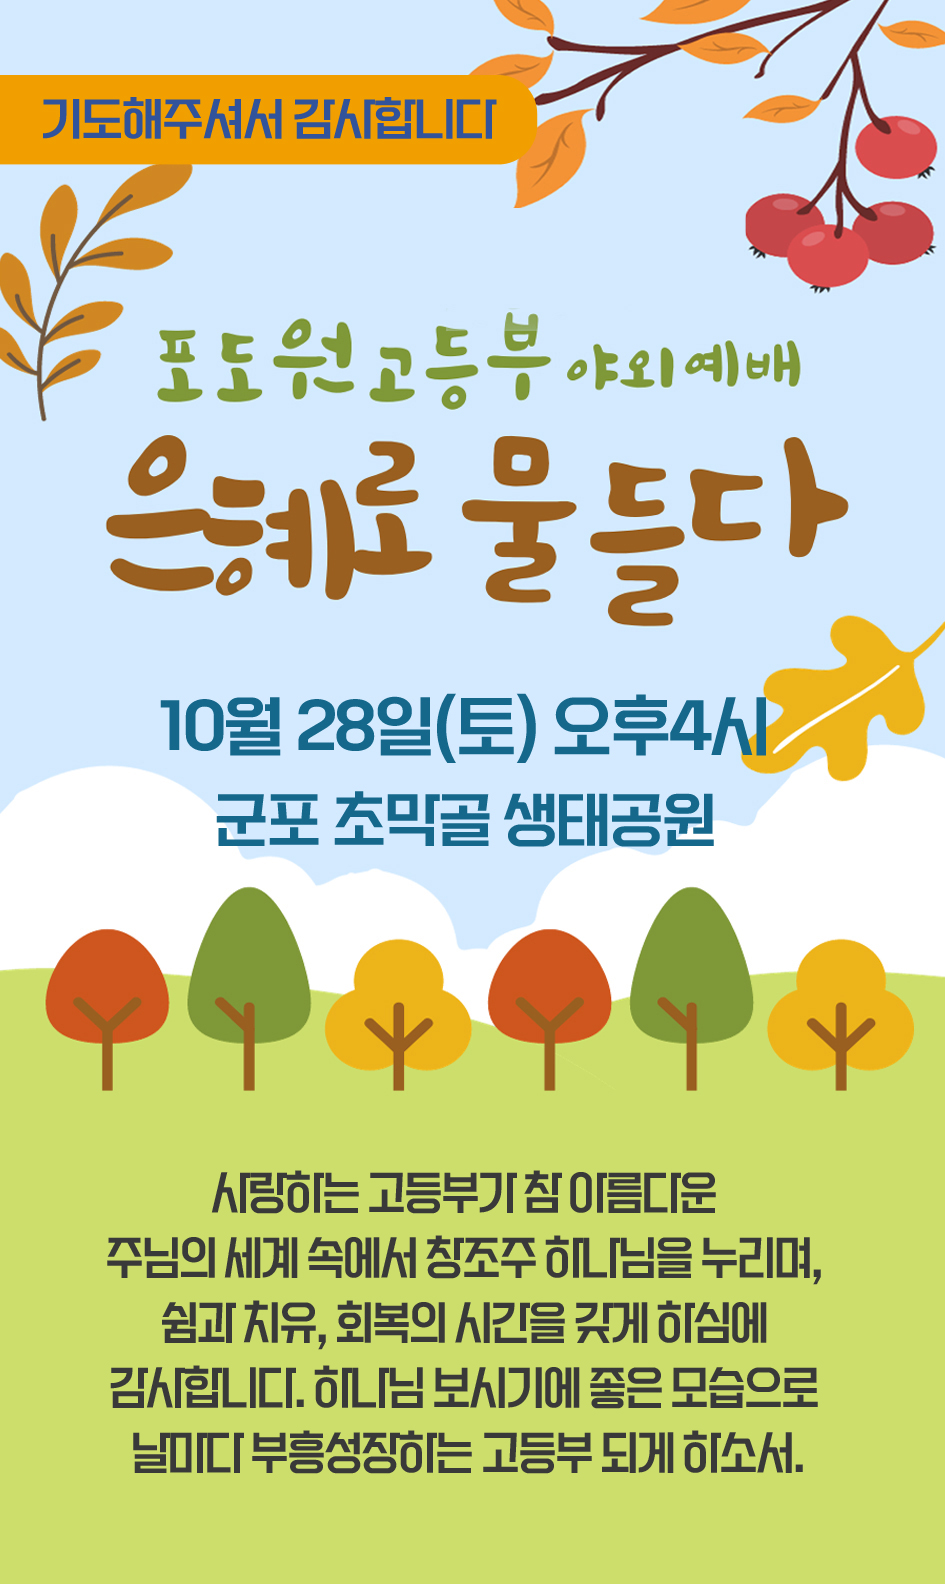 기도해주셔서 감사합니다
포도원고등부 야외예배
은혜로 물들다
10월 28일(토) 오후4시
군포 초막골 생태공원
사랑하는 고등부가 참 아름다운
주님의 세계 속에서 창조주 하나님을 누리며,
쉼과 치유, 회복의 시간을 갖게 하심에
감사합니다. 하나님 보시기에 좋은 모습으로
날마다 부흥성장하는 고등부 되게 하소서.